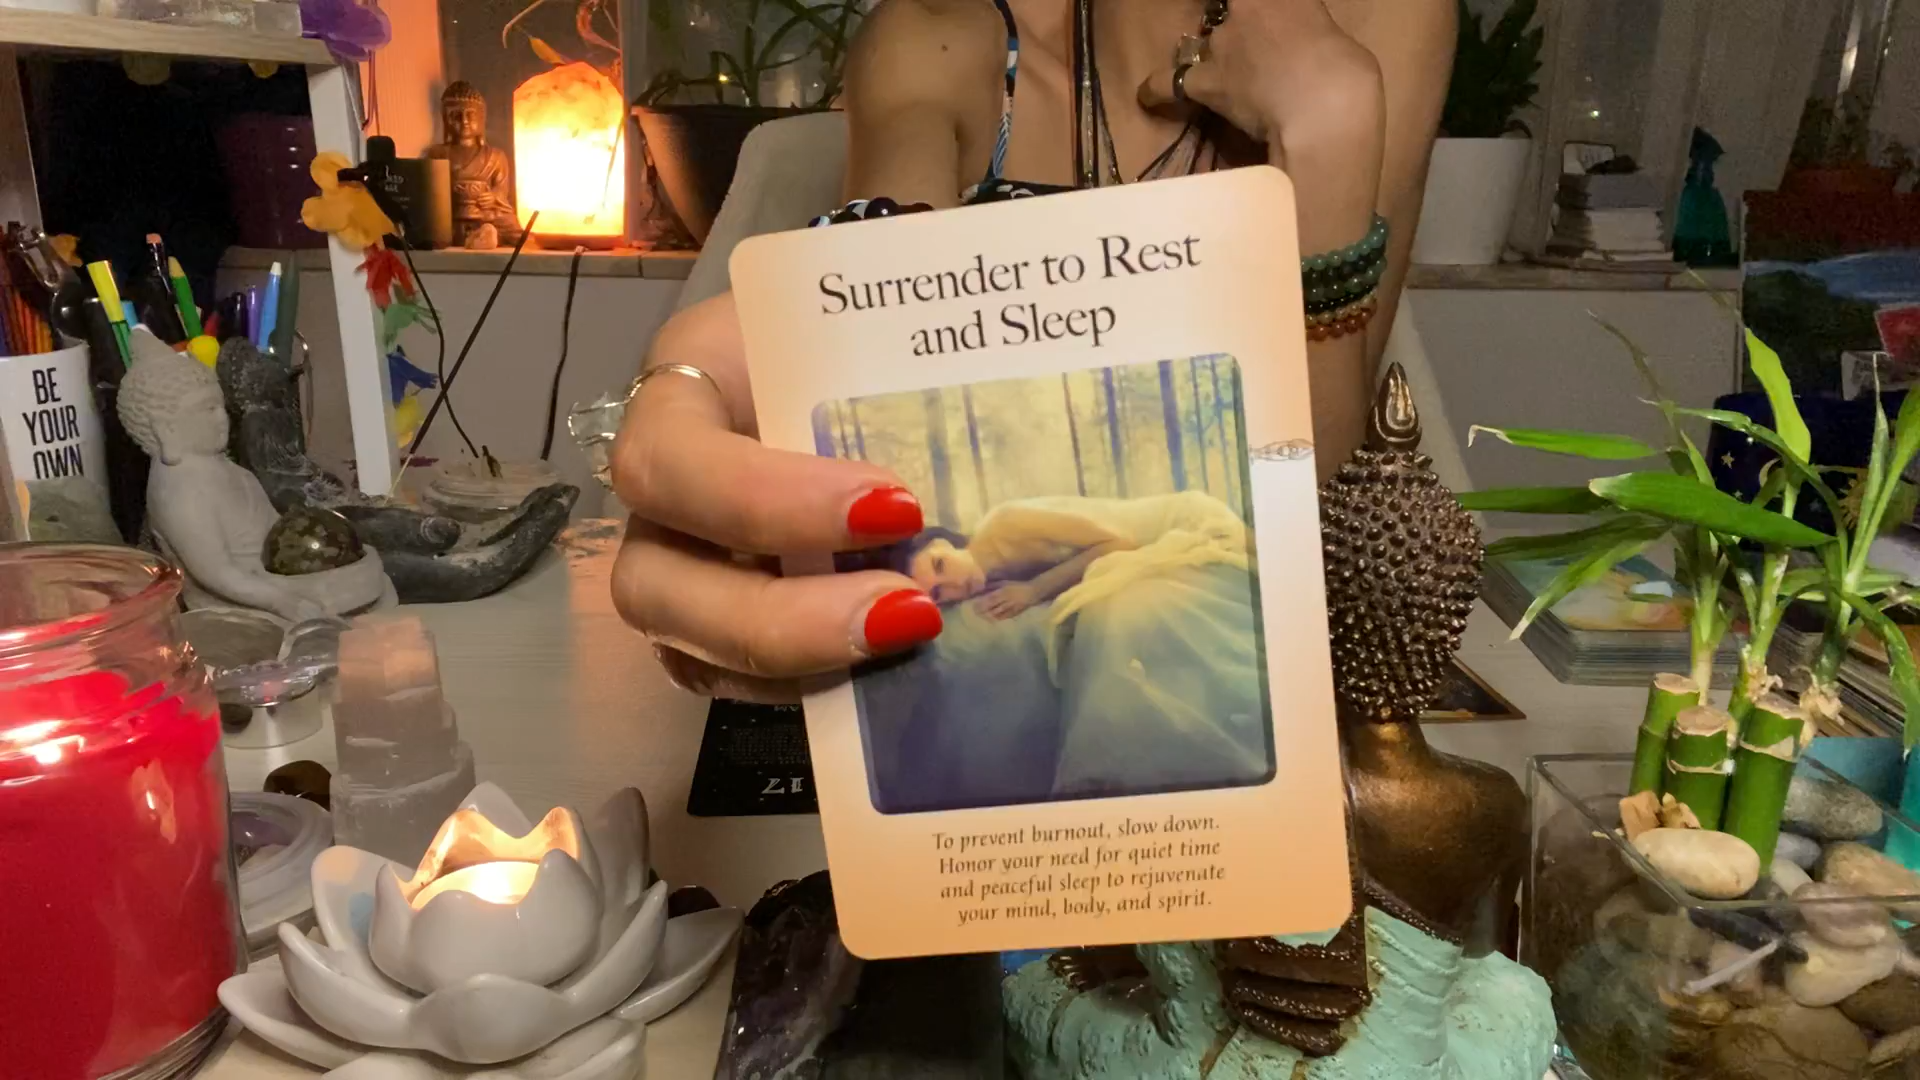 Surrender to Rest
and Sleep
To prevent burnout, slow down.
Honor your need for quiet time
and peaceful sleep to rejuvenate
your mind, body, and spirit.
BE
YOUR
OWN
17